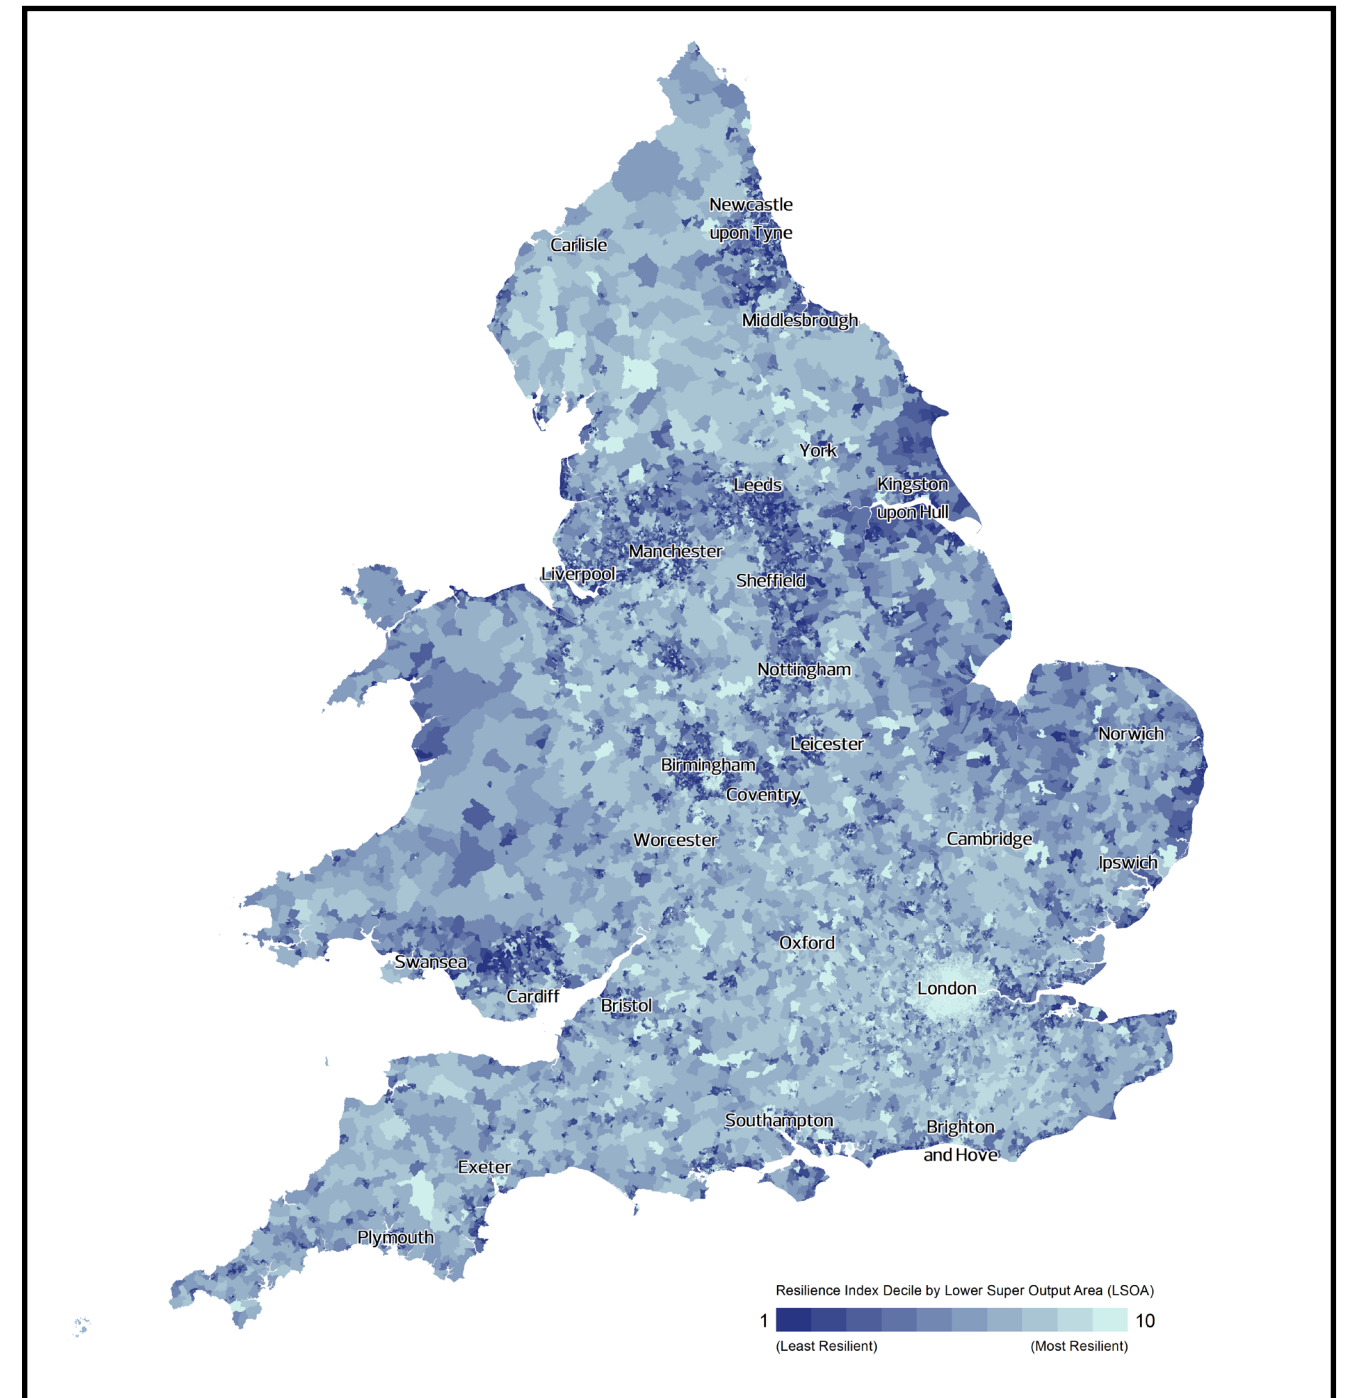 Newcastle
upon Tyne
Carlisle
Middlesbrough
York
Leeds
Kingston
upon Hull
Manchester
Liverpool
Sheffield
Nottingham
Norwich
Leicester
Birmingham
Coventry
Worcester
Cambridge
Ipswich
Oxford
Swansea
London
Cardiff
Bristol
Southampton
Brighton
and Hove
Exeter
Plymouth
Resilience Index Decile by Lower Super Output Area (LSOA)
1 10
(Least Resilient) (Most Resilient)